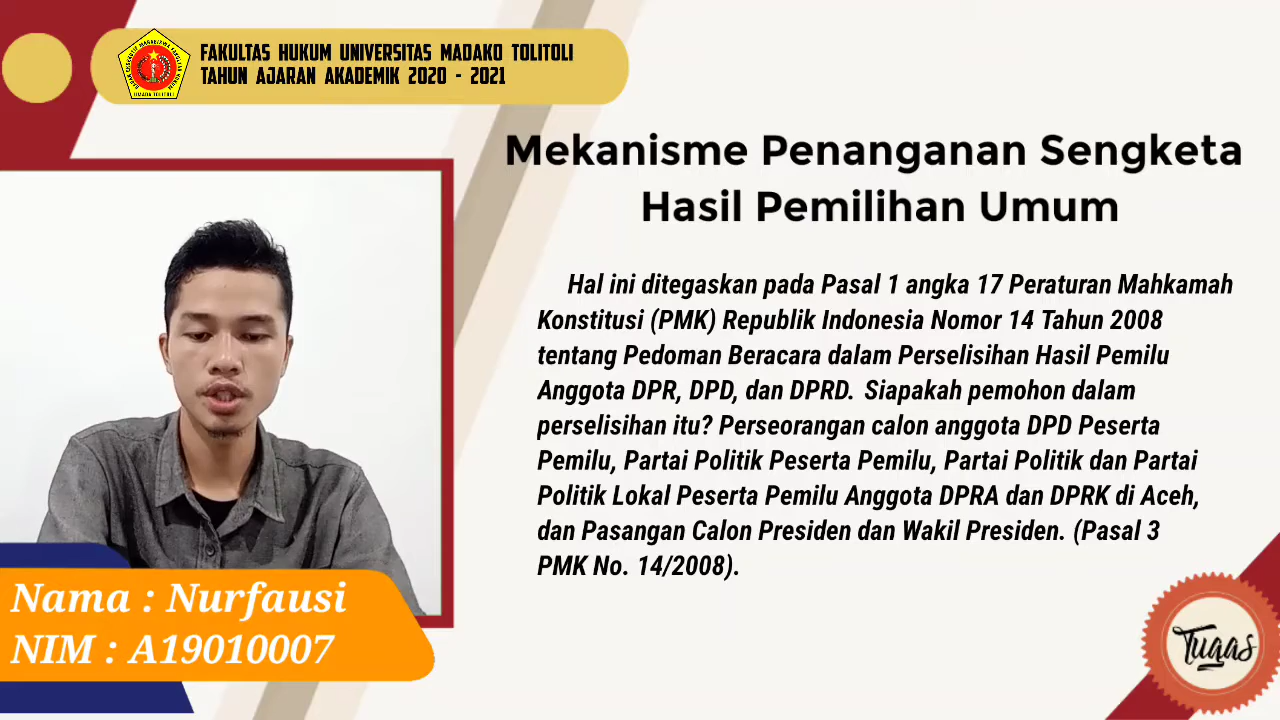 FAKULTAS HUKUM UNIVERSITAS MADAKO TOLITOLI
TAHUN AJARAN AKADEMIK 2020 - 2021
Mekanisme Penanganan Sengketa
Hasil Pemilihan Umum
Hal ini ditegaskan pada Pasal 1 angka 17 Peraturan Mahkamah
Konstitusi (PMK) Republik Indonesia Nomor 14 Tahun 2008
tentang Pedoman Beracara dalam Perselisihan Hasil Pemilu
Anggota DPR, DPD, dan DPRD. Siapakah pemohon dalam
perselisihan itu? Perseorangan calon anggota DPD Peserta
Pemilu, Partai Politik Peserta Pemilu, Partai Politik dan Partai
Politik Lokal Peserta Pemilu Anggota DPRA dan DPRK di Aceh,
dan Pasangan Calon Presiden dan Wakil Presiden. (Pasal 3
PMK No. 14/2008).
Nama : Nurfausi
NIM : A19010007
Tugas